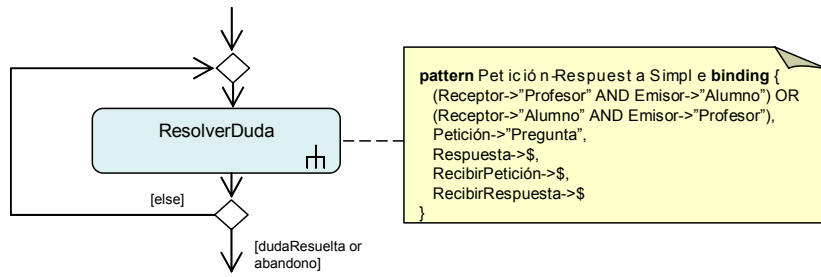 ResolverDuda
[else]
[dudaResuelta or
abandono]
pattern Petición-Respuesta Simple binding {
(Receptor->”Profesor” AND Emisor->”Alumno”) OR
(Receptor->”Alumno” AND Emisor->”Profesor”),
Petición->”Pregunta”,
Respuesta->$,
RecibirPetición->$,
RecibirRespuesta->$
}